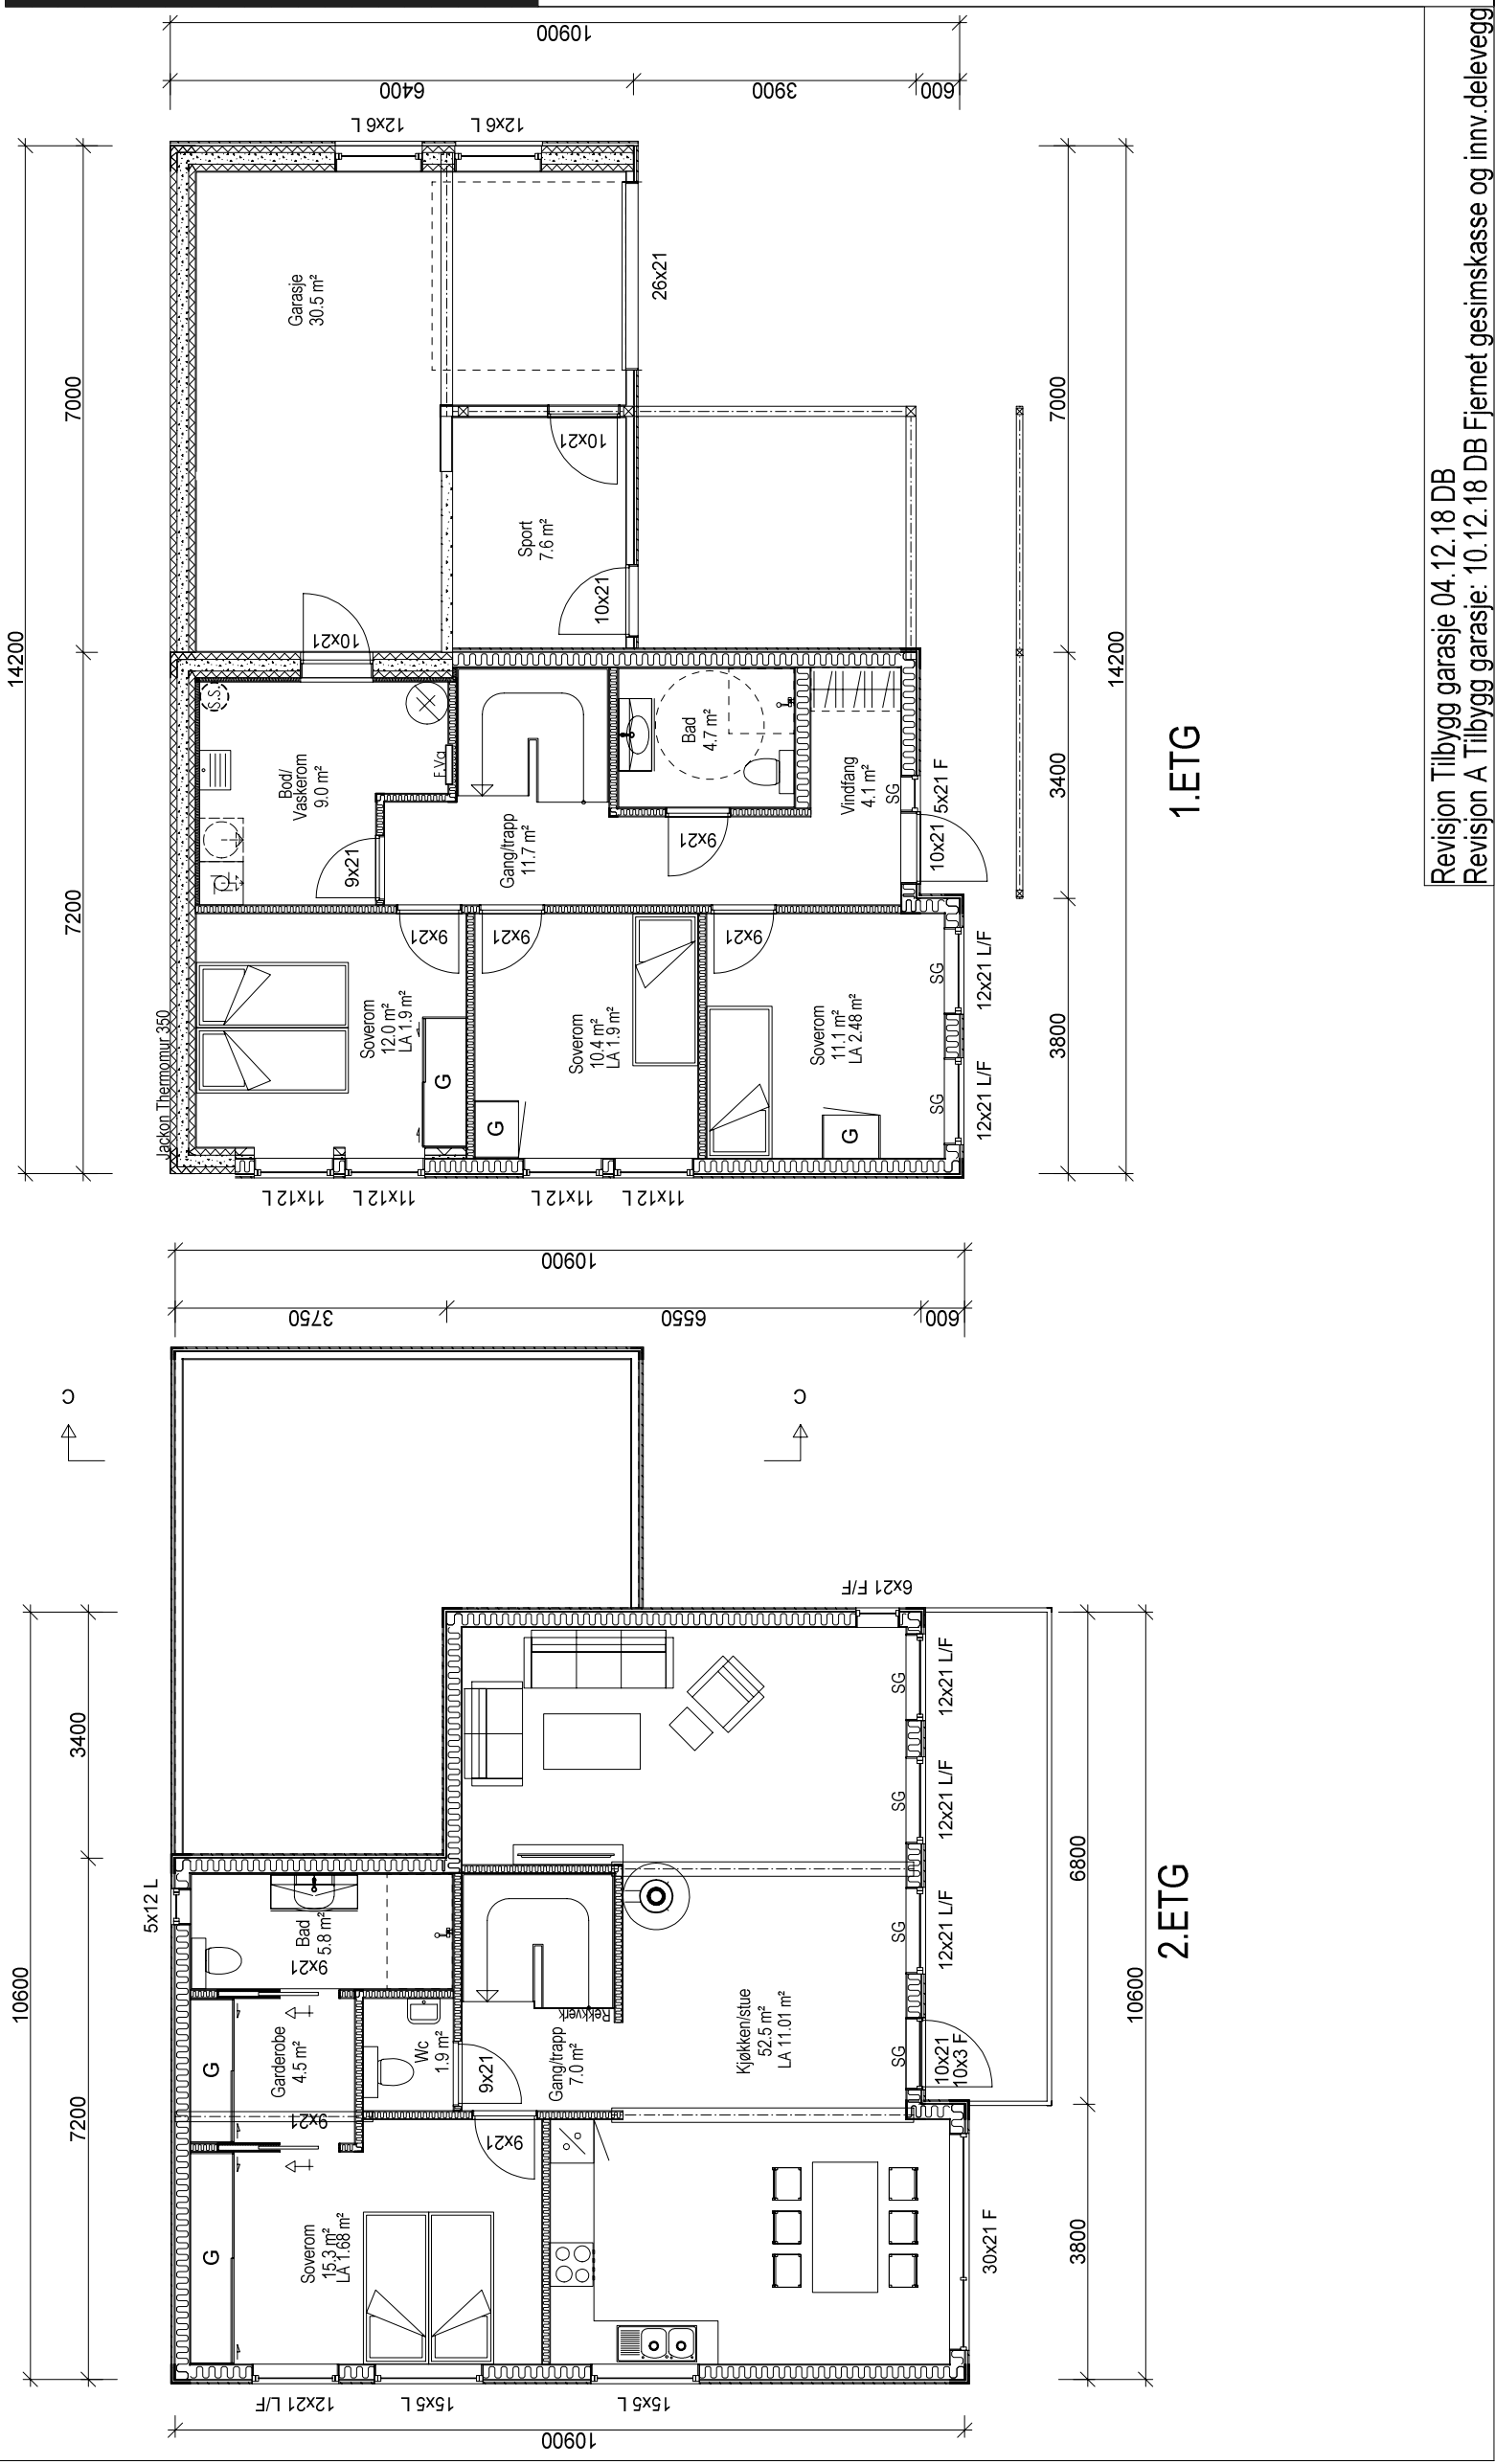 14200
7200
7000
Jackon Thermomur 350
10900
6400
3900
600
12x6 L
12x6 L
Garasje
30.5 m²
26x21
Sport
7.6 m²
10x21
10x21
10x21
S.S.
Bod/
Vaskerom
9.0 m²
F.Vq
9x21
Gang/trapp
11.7 m²
Bad
4.7 m²
9x21
Vindfang
4.1 m²
SG
5x21 F
10x21
Soverom
12.0 m²
LA 1.9 m²
G
9x21
Soverom
10.4 m²
LA 1.9 m²
G
9x21
Soverom
11.1 m²
LA 2.48 m²
G
9x21
SG
SG
12x21 L/F
12x21 L/F
11x12 L
11x12 L
11x12 L
11x12 L
3800
3400
7000
14200
1.ETG
10600
7200
3400
10900
3750
6550
600
C
C
5x12 L
Bad
5.8 m²
9x21
Garderobe
4.5 m²
G
9x21
Wc
1.9 m²
9x21
Gang/trapp
7.0 m²
Rekkverk
Soverom
15.3 m²
LA 1.68 m²
G
9x21
Kjøkken/stue
52.5 m²
LA 11.01 m²
6x21 F/F
SG
SG
SG
SG
12x21 L/F
12x21 L/F
12x21 L/F
10x21
10x3 F
30x21 F
12x21 L/F
15x5 L
15x5 L
10900
3800
6800
10600
2.ETG
Revisjon Tilbygg garasje 04.12.18 DB
Revisjon A Tilbygg garasje: 10.12.18 DB Fjernet gesimskasse og innv.delevegg